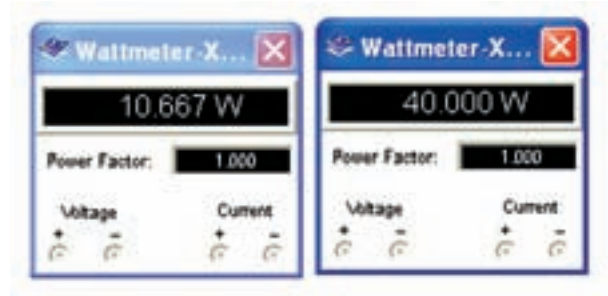 Wattmeter-X...
10.667 W
Power Factor: 1.000
Voltage Current
+ - + -
Wattmeter-X...
40.000 W
Power Factor: 1.000
Voltage Current
+ - + -